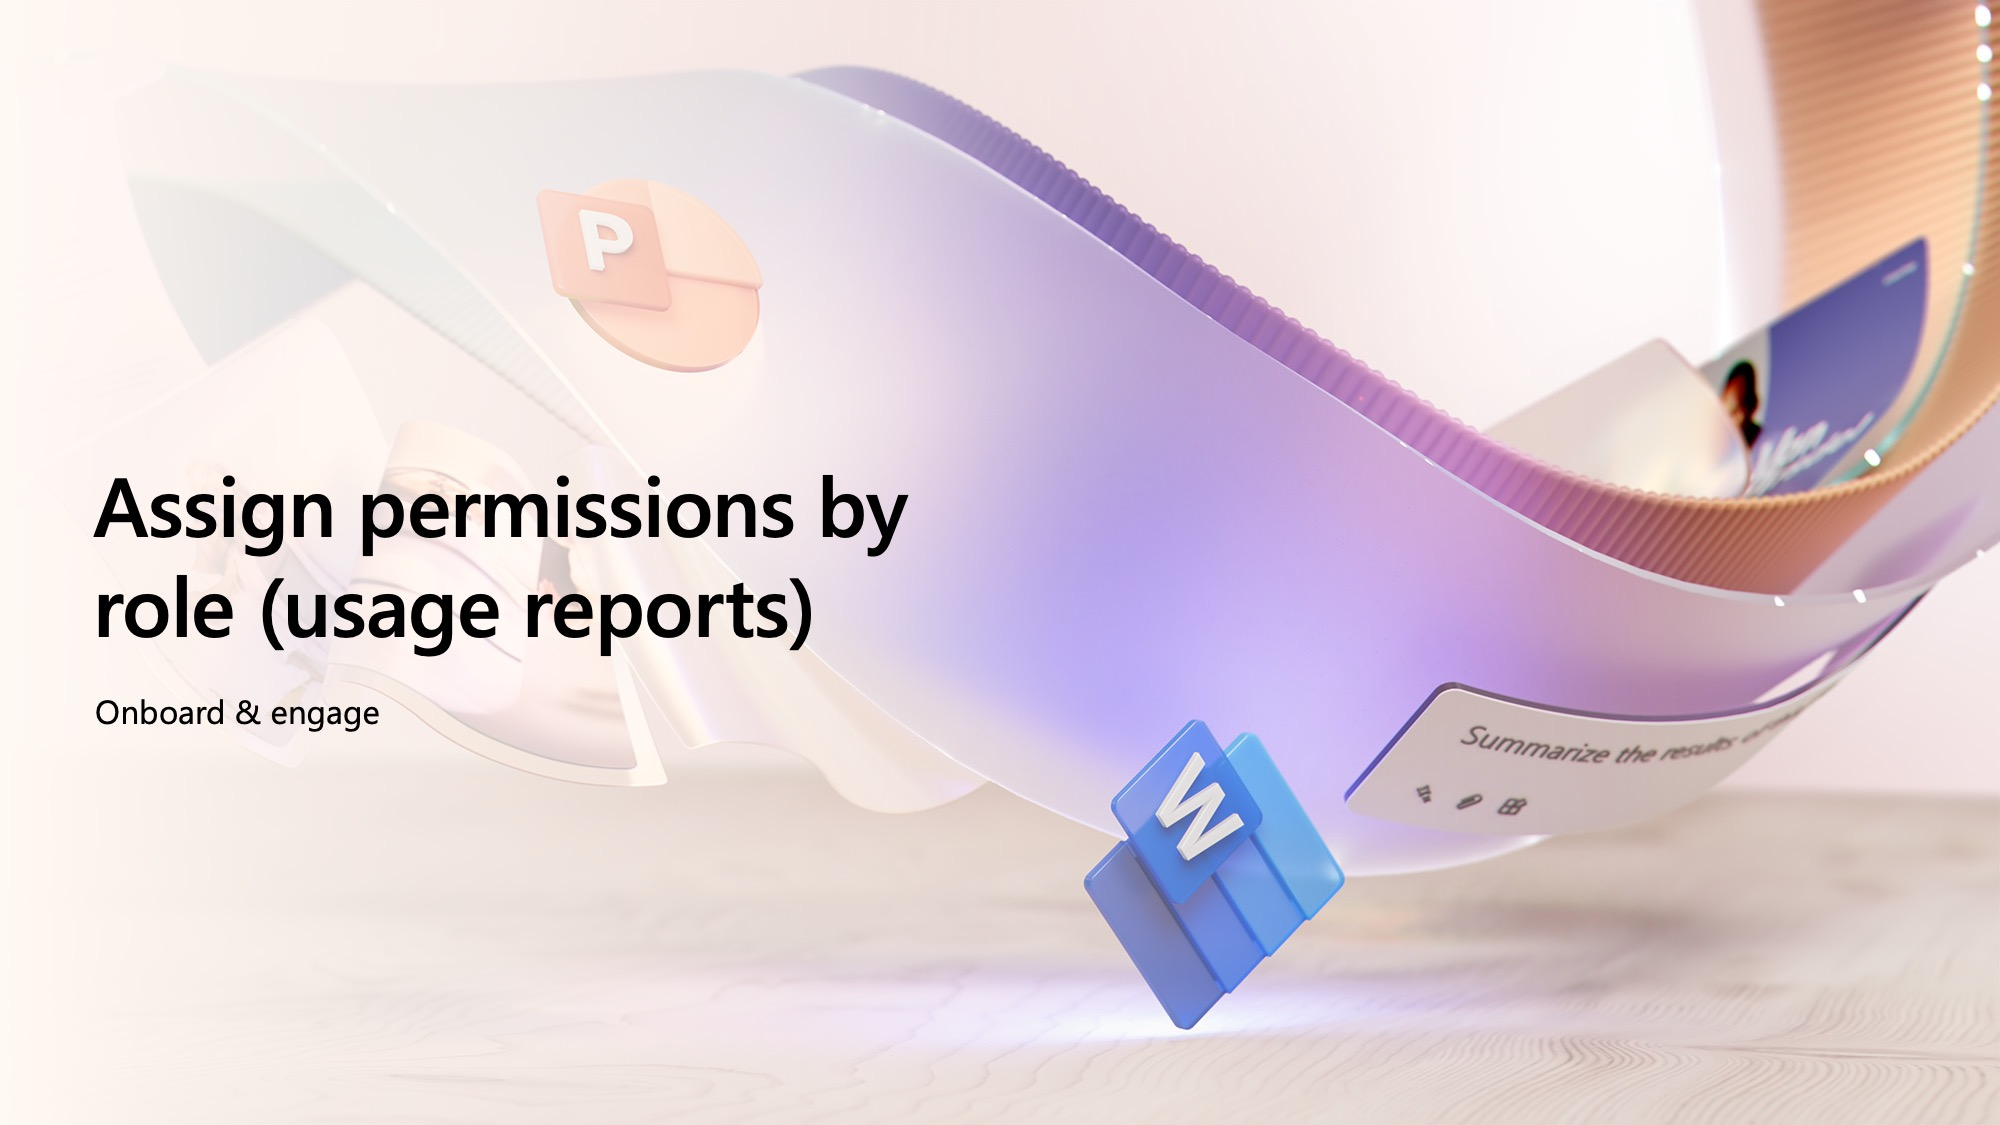 P
Assign permissions by
role (usage reports)
Onboard & engage
W
Summarize the results